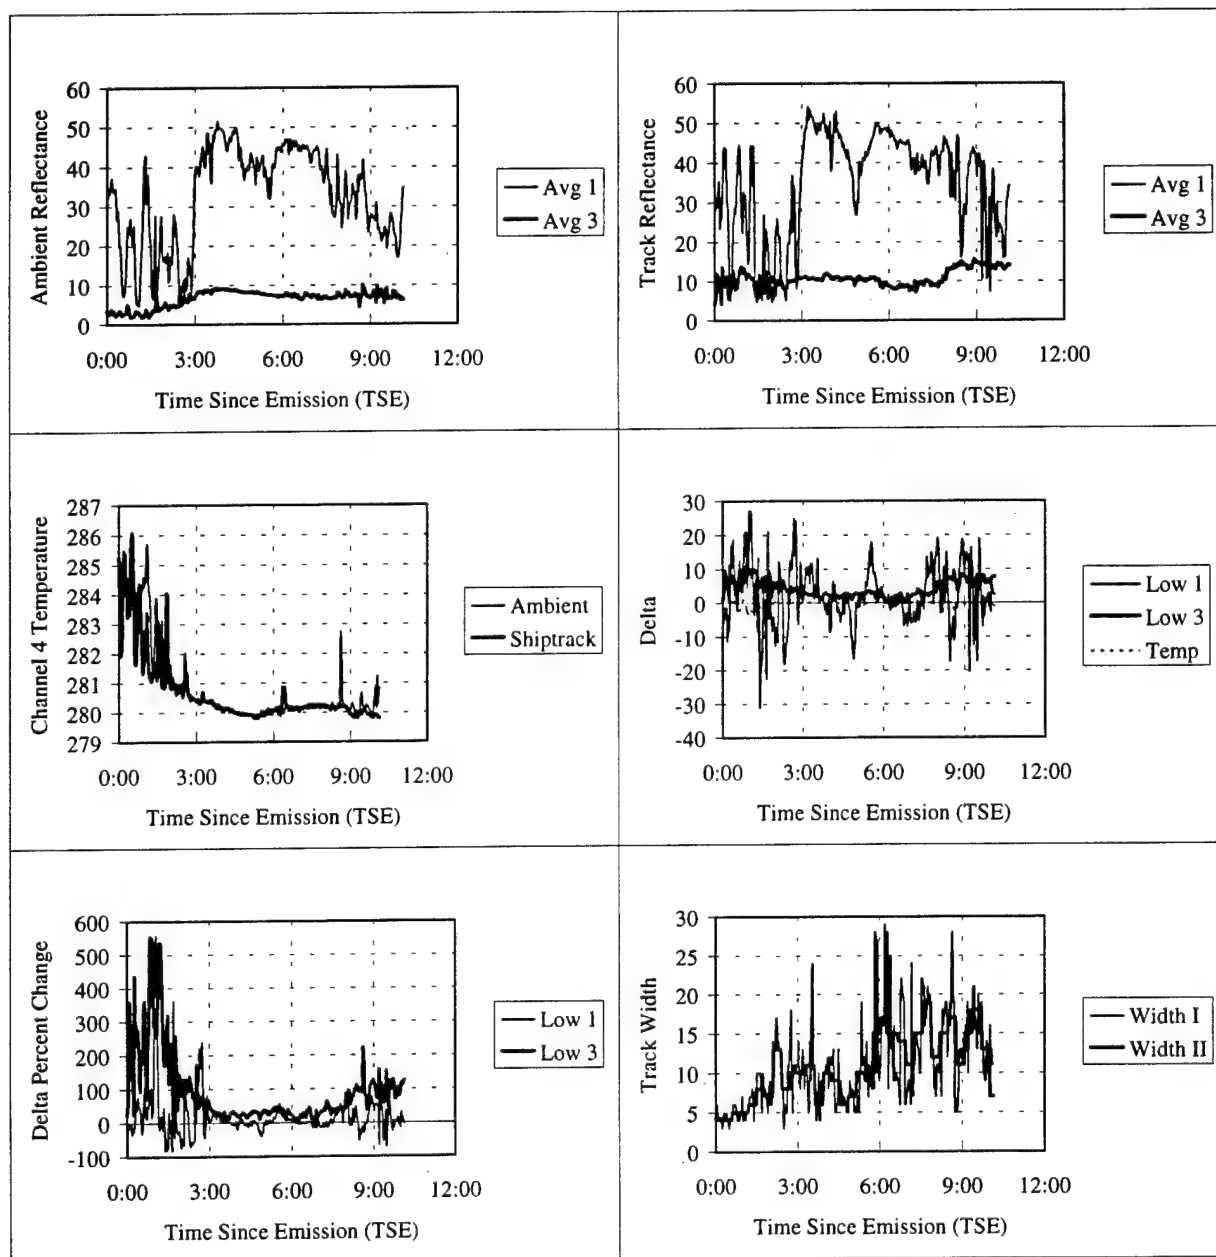 60
50
40
30
20
10
0
Ambient Reflectance
0:00 3:00 6:00 9:00 12:00
Time Since Emission (TSE)
Avg 1
Avg 3
60
50
40
30
20
10
0
Track Reflectance
0:00 3:00 6:00 9:00 12:00
Time Since Emission (TSE)
Avg 1
Avg 3
287
286
285
284
283
282
281
280
279
Channel 4 Temperature
0:00 3:00 6:00 9:00 12:00
Time Since Emission (TSE)
Ambient
Shiptrack
30
20
10
0
-10
-20
-30
-40
Delta
0:00 3:00 6:00 9:00 12:00
Time Since Emission (TSE)
Low 1
Low 3
Temp
600
500
400
300
200
100
0
-100
Delta Percent Change
0:00 3:00 6:00 9:00 12:00
Time Since Emission (TSE)
Low 1
Low 3
30
25
20
15
10
5
0
Track Width
0:00 3:00 6:00 9:00 12:00
Time Since Emission (TSE)
Width I
Width II